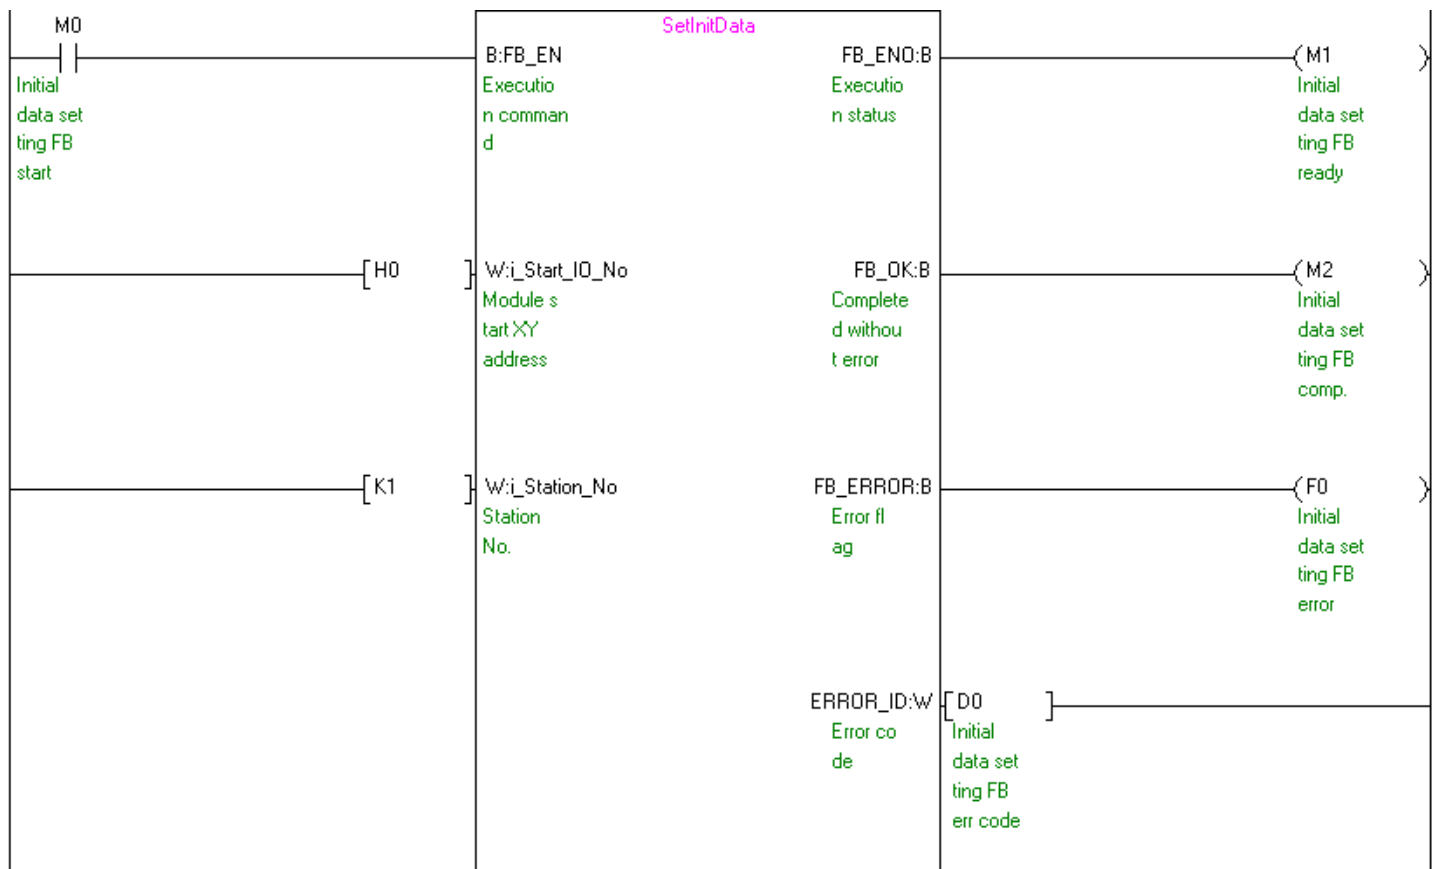 SetInitData
M0
B:FB_EN
FB_ENO:B
M1
Initial
data set
ting FB
start
Executio
n comman
d
Executio
n status
Initial
data set
ting FB
ready
H0
W:i_Start_IO_No
FB_OK:B
M2
Module s
tart XY
address
Complete
d withou
t error
Initial
data set
ting FB
comp.
K1
W:i_Station_No
FB_ERROR:B
F0
Station
No.
Error fl
ag
Initial
data set
ting FB
error
ERROR_ID:W
D0
Error co
de
Initial
data set
ting FB
err code